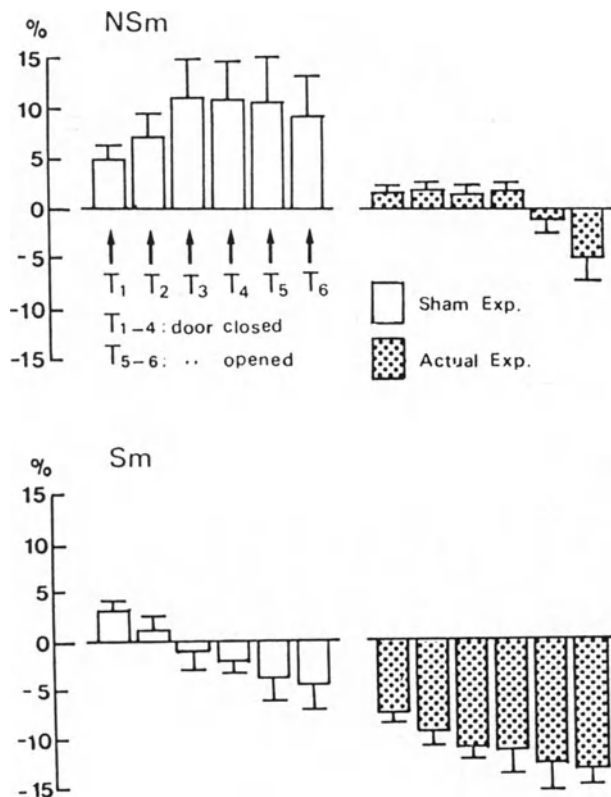 %
NSm
15
10
5
0
-5
-10
-15
T1 T2 T3 T4 T5 T6
T1-4: door closed
T5-6: ·· opened
Sham Exp.
Actual Exp.
%
Sm
15
10
5
0
-5
-10
-15